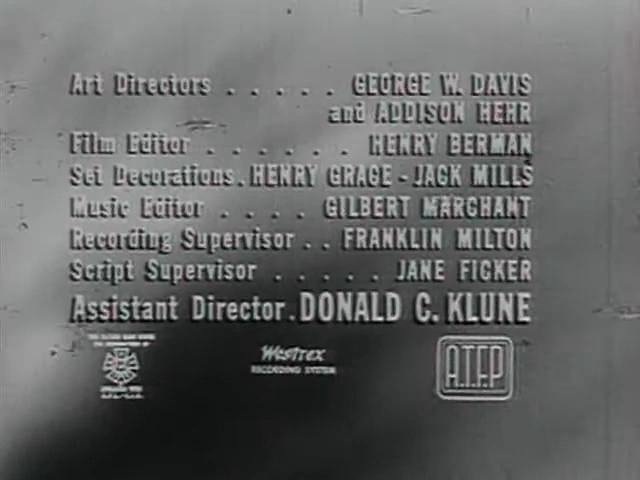 Art Directors . . . . . GEORGE W. DAVIS
and ADDISON HEHR
Film Editor . . . . . . HENRY BERMAN
Set Decorations. HENRY GRACE - JACK MILLS
Music Editor . . . . GILBERT MARCHANT
Recording Supervisor . . FRANKLIN MILTON
Script Supervisor . . . . . JANE FICKER
Assistant Director. DONALD C. KLUNE
Westrex
RECORDING SYSTEM
A.T.F.P.